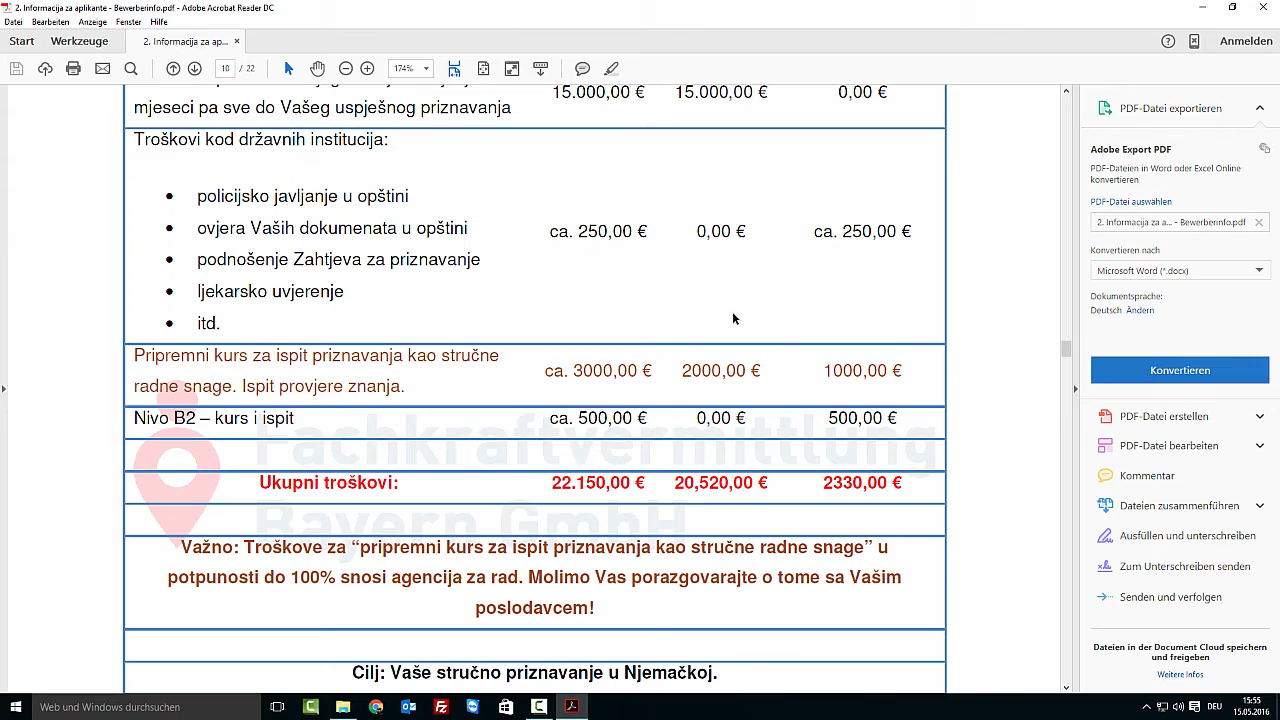 2. Informacija za aplikante - Bewerberinfo.pdf - Adobe Acrobat Reader DC
Datei Bearbeiten Anzeige Fenster Hilfe
Start Werkzeuge 2. Informacija za ap... × Anmelden
10 / 22 174%
15.000,00 € 15.000,00 € 0,00 €
mjeseci pa sve do Vašeg uspješnog priznavanja
Troškovi kod državnih institucija:
• policijsko javljanje u opštini
• ovjera Vaših dokumenata u opštini
ca. 250,00 € 0,00 € ca. 250,00 €
• podnošenje Zahtjeva za priznavanje
• ljekarsko uvjerenje
• itd.
Pripremni kurs za ispit priznavanja kao stručne
radne snage. Ispit provjere znanja.
ca. 3000,00 € 2000,00 € 1000,00 €
Nivo B2 – kurs i ispit ca. 500,00 € 0,00 € 500,00 €
Fachkraftvermittlung
Bayern GmbH
Ukupni troškovi: 22.150,00 € 20,520,00 € 2330,00 €
Važno: Troškove za “pripremni kurs za ispit priznavanja kao stručne radne snage” u
potpunosti do 100% snosi agencija za rad. Molimo Vas porazgovarajte o tome sa Vašim
poslodavcem!
Cilj: Vaše stručno priznavanje u Njemačkoj.
PDF-Datei exportieren
Adobe Export PDF
PDF-Dateien in Word oder Excel Online
konvertieren
PDF-Datei auswählen
2. Informacija za a... - Bewerberinfo.pdf ×
Konvertieren nach
Microsoft Word (*.docx)
Dokumentsprache:
Deutsch Ändern
Konvertieren
PDF-Datei erstellen
PDF-Datei bearbeiten
Kommentar
Dateien zusammenführen
Ausfüllen und unterschreiben
Zum Unterschreiben senden
Senden und verfolgen
Dateien in der Document Cloud speichern
und freigeben
Weitere Infos
Web und Windows durchsuchen
DEU
15:55
15.05.2016